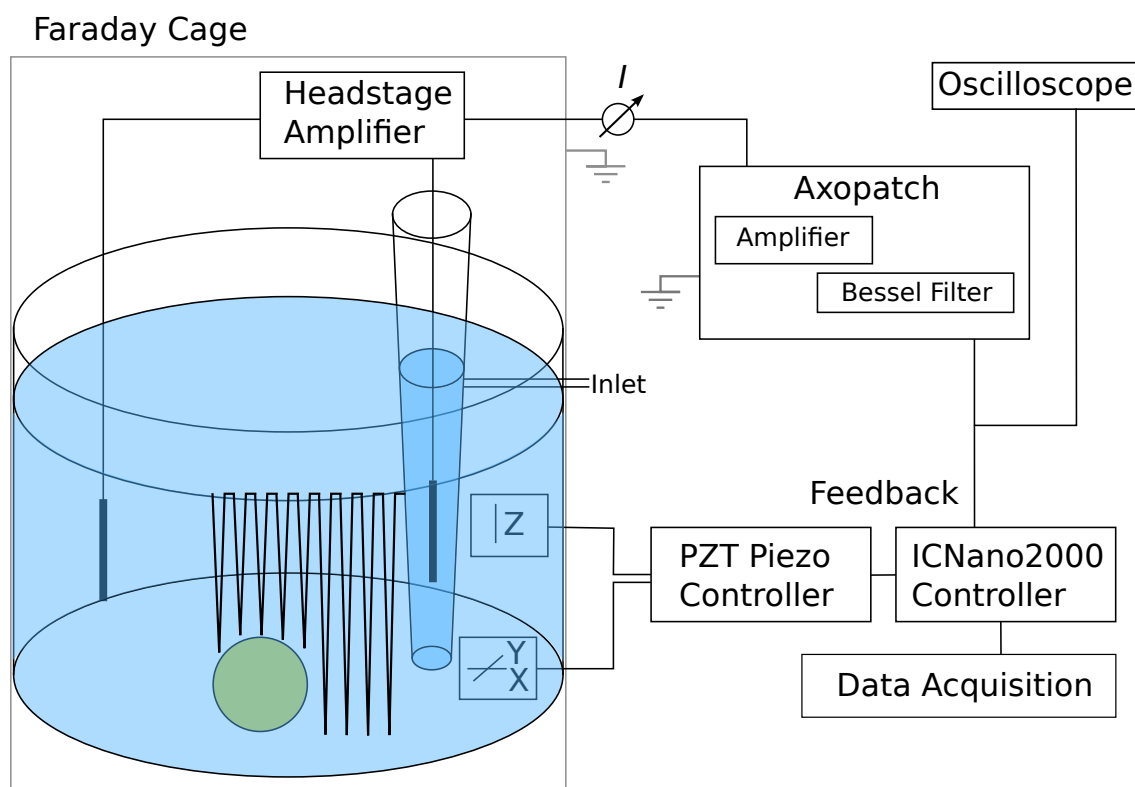 Faraday Cage
Headstage
Amplifier
I
Oscilloscope
Axopatch
Amplifier
Bessel Filter
Inlet
Feedback
Z
PZT Piezo
Controller
ICNano2000
Controller
Y
X
Data Acquisition